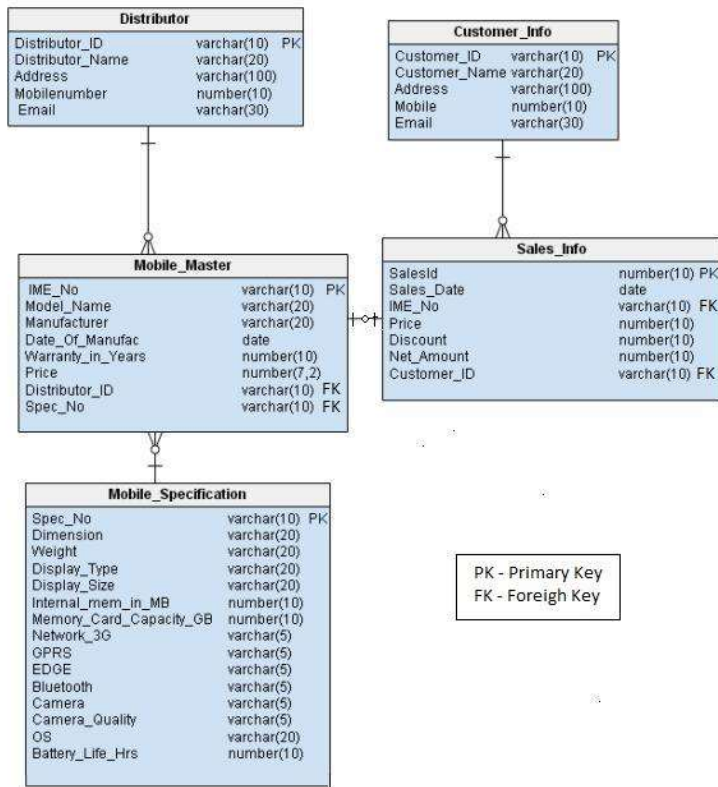 Distributor
Distributor_ID varchar(10) PK
Distributor_Name varchar(20)
Address varchar(100)
Mobilenumber number(10)
Email varchar(30)
Customer_Info
Customer_ID varchar(10) PK
Customer_Name varchar(20)
Address varchar(100)
Mobile number(10)
Email varchar(30)
Mobile_Master
IME_No varchar(10) PK
Model_Name varchar(20)
Manufacturer varchar(20)
Date_Of_Manufac date
Warranty_in_Years number(10)
Price number(7,2)
Distributor_ID varchar(10) FK
Spec_No varchar(10) FK
Sales_Info
SalesId number(10) PK
Sales_Date date
IME_No varchar(10) FK
Price number(10)
Discount number(10)
Net_Amount number(10)
Customer_ID varchar(10) FK
Mobile_Specification
Spec_No varchar(10) PK
Dimension varchar(20)
Weight varchar(20)
Display_Type varchar(20)
Display_Size varchar(20)
Internal_mem_in_MB number(10)
Memory_Card_Capacity_GB number(10)
Network_3G varchar(5)
GPRS varchar(5)
EDGE varchar(5)
Bluetooth varchar(5)
Camera varchar(5)
Camera_Quality varchar(5)
OS varchar(20)
Battery_Life_Hrs number(10)
PK - Primary Key
FK - Foreigh Key